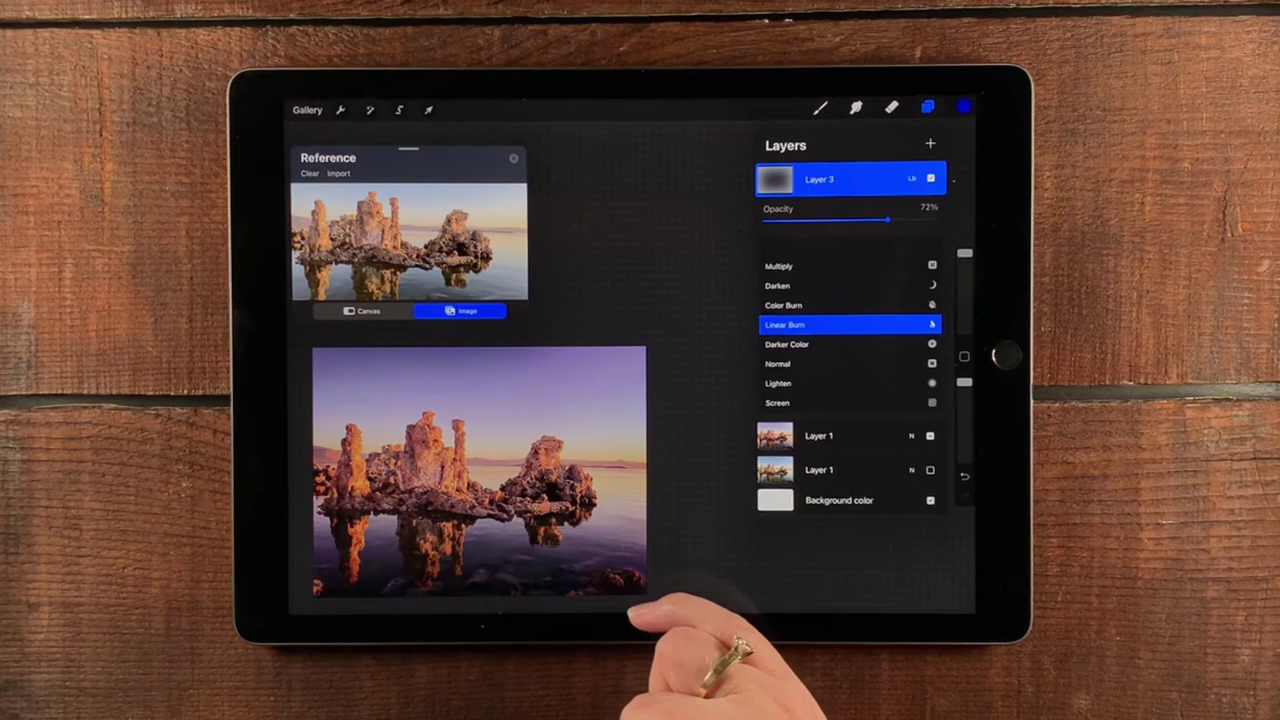 Gallery
Reference
Clear Import
Canvas Image
Layers
Layer 3 Lb
Opacity 72%
Multiply
Darken
Color Burn
Linear Burn
Darker Color
Normal
Lighten
Screen
Layer 1 N
Layer 1 N
Background color